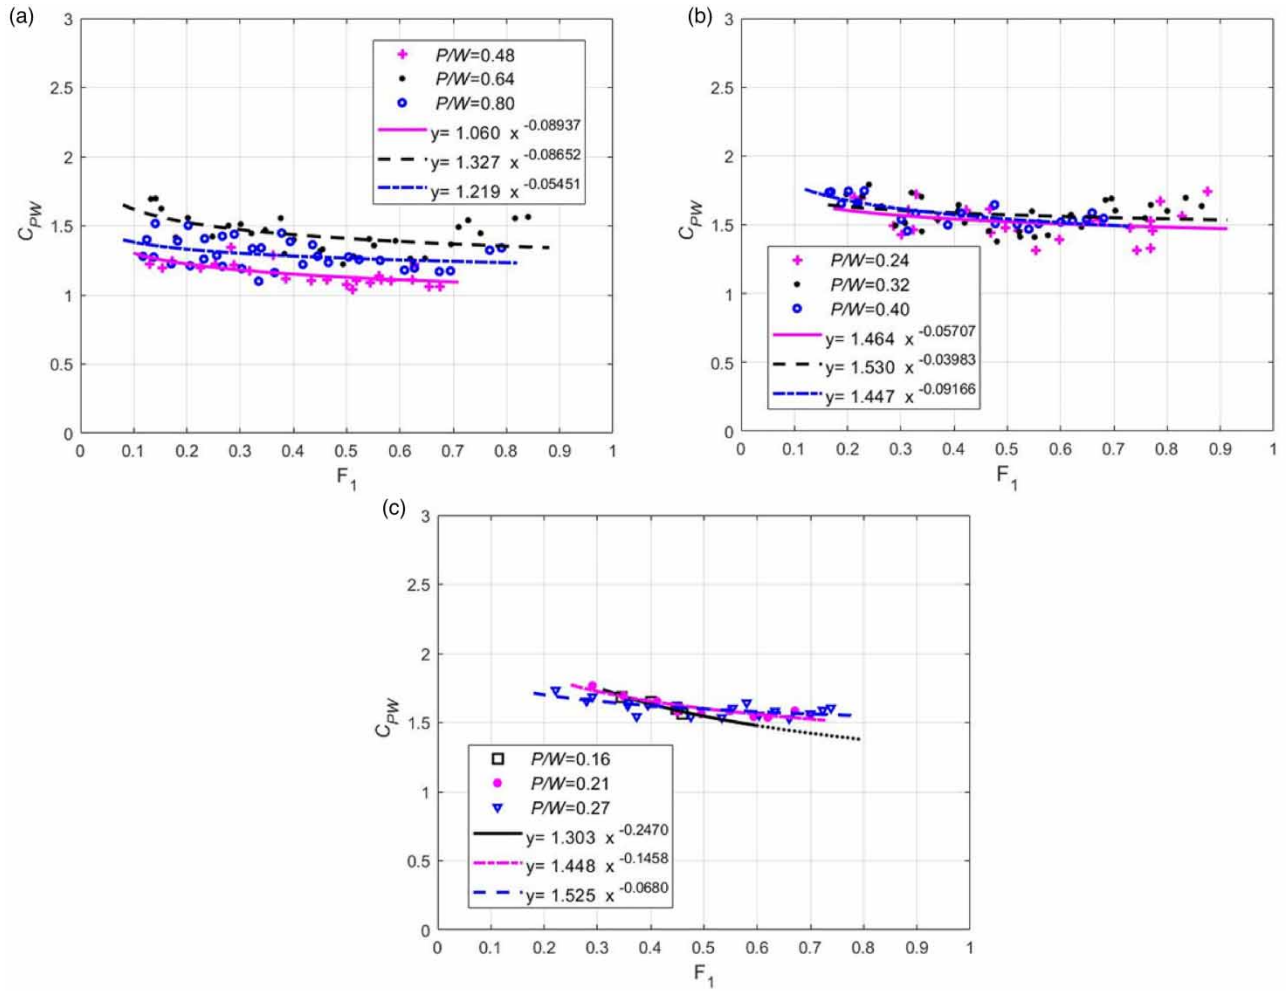 (a)
3
2.5
2
1.5
1
0.5
0
C_PW
P/W=0.48
P/W=0.64
P/W=0.80
y= 1.060 x^-0.08937
y= 1.327 x^-0.08652
y= 1.219 x^-0.05451
0 0.1 0.2 0.3 0.4 0.5 0.6 0.7 0.8 0.9 1
F_1
(b)
3
2.5
2
1.5
1
0.5
0
C_PW
P/W=0.24
P/W=0.32
P/W=0.40
y= 1.464 x^-0.05707
y= 1.530 x^-0.03983
y= 1.447 x^-0.09166
0 0.1 0.2 0.3 0.4 0.5 0.6 0.7 0.8 0.9 1
F_1
(c)
3
2.5
2
1.5
1
0.5
0
C_PW
P/W=0.16
P/W=0.21
P/W=0.27
y= 1.303 x^-0.2470
y= 1.448 x^-0.1458
y= 1.525 x^-0.0680
0 0.1 0.2 0.3 0.4 0.5 0.6 0.7 0.8 0.9 1
F_1